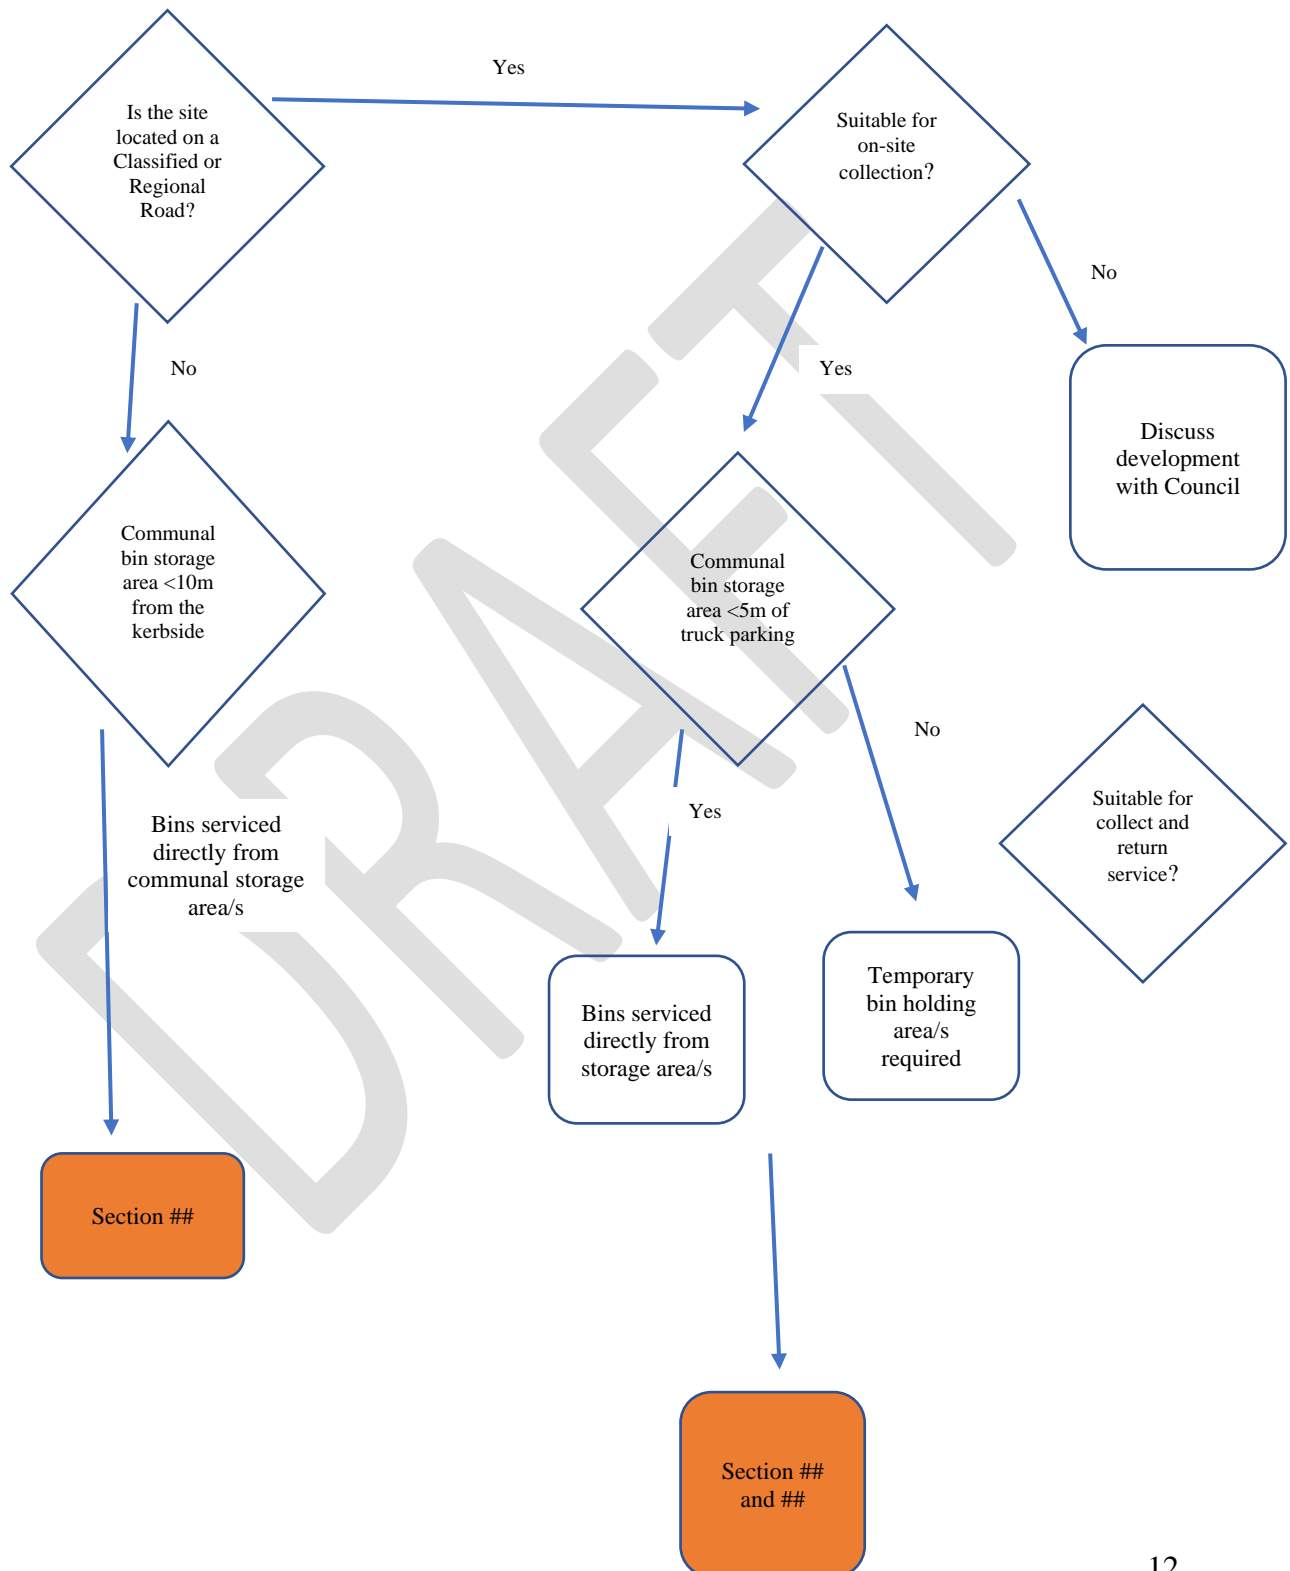 Yes
Is the site
located on a
Classified or
Regional
Road?
Suitable for
on-site
collection?
No
No
Yes
Discuss
development
with Council
Communal
bin storage
area <10m
from the
kerbside
Communal
bin storage
area <5m of
truck parking
No
Yes
Suitable for
collect and
return
service?
Bins serviced
directly from
communal storage
area/s
Bins serviced
directly from
storage area/s
Temporary
bin holding
area/s
required
Section ##
Section ##
and ##
12
DRAFT